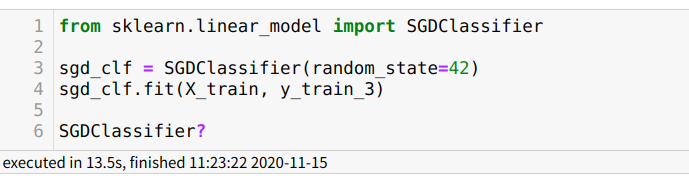 1 from sklearn.linear_model import SGDClassifier
2
3 sgd_clf = SGDClassifier(random_state=42)
4 sgd_clf.fit(X_train, y_train_3)
5
6 SGDClassifier?
executed in 13.5s, finished 11:23:22 2020-11-15